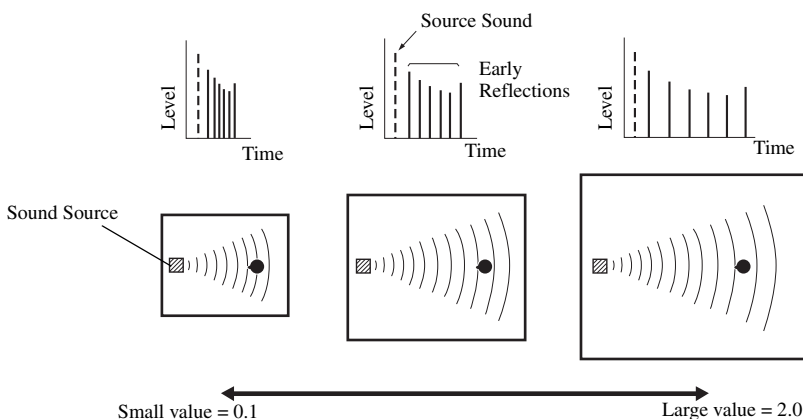 Source Sound
Early
Reflections
Level
Time
Level
Time
Level
Time
Sound Source
Small value = 0.1
Large value = 2.0